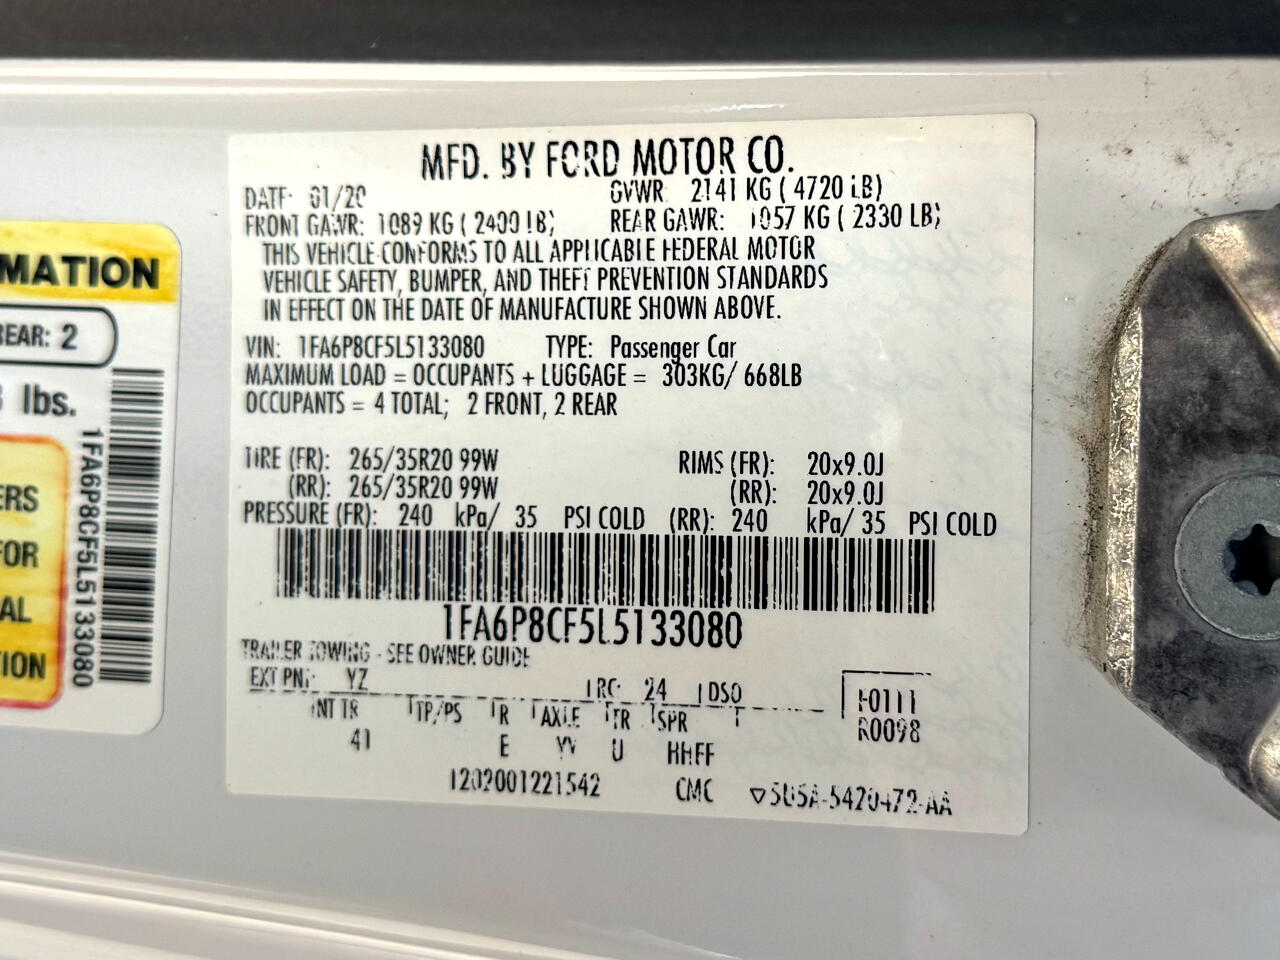 MATION
REAR: 2
lbs.
ERS
FOR
AL
TION
1FA6P8CF5L5133080
MFD. BY FORD MOTOR CO.
DATE: 01/20 GVWR: 2141 KG ( 4720 LB)
FRONT GAWR: 1089 KG ( 2400 LB) REAR GAWR: 1057 KG ( 2330 LB)
THIS VEHICLE CONFORMS TO ALL APPLICABLE FEDERAL MOTOR
VEHICLE SAFETY, BUMPER, AND THEFT PREVENTION STANDARDS
IN EFFECT ON THE DATE OF MANUFACTURE SHOWN ABOVE.
VIN: 1FA6P8CF5L5133080 TYPE: Passenger Car
MAXIMUM LOAD = OCCUPANTS + LUGGAGE = 303KG/ 668LB
OCCUPANTS = 4 TOTAL; 2 FRONT, 2 REAR
TIRE (FR): 265/35R20 99W RIMS (FR): 20x9.0J
(RR): 265/35R20 99W (RR): 20x9.0J
PRESSURE (FR): 240 kPa/ 35 PSI COLD (RR): 240 kPa/ 35 PSI COLD
1FA6P8CF5L5133080
TRAILER TOWING - SEE OWNER GUIDE
EXT PNT: YZ RC: 24 DSO
INT TR TP/PS R AXLE TR SPR T
41 E YV U HHFF
F0111
R0098
1202001221542 CMC ▽5U5A-5420472-AA